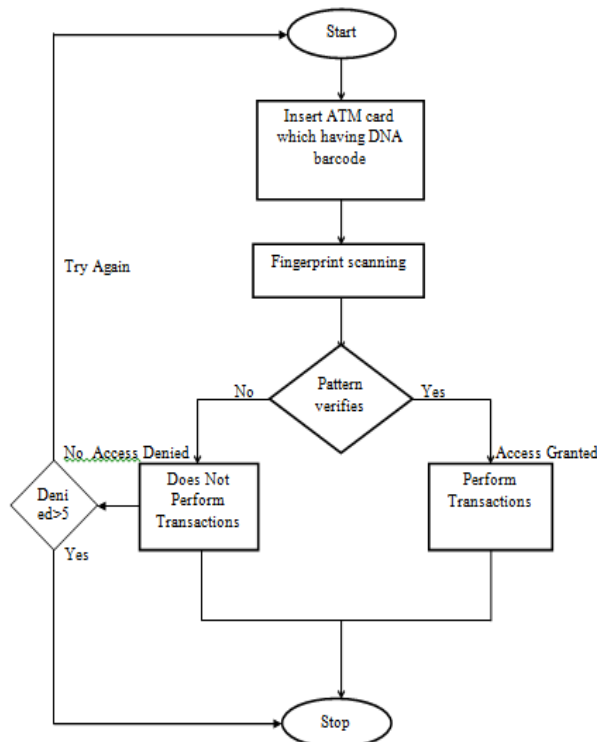 Start
Insert ATM card
which having DNA
barcode
Fingerprint scanning
Try Again
Pattern
verifies
No
Yes
No Access Denied
Access Granted
Does Not
Perform
Transactions
Perform
Transactions
Deni
ed>5
Yes
Stop